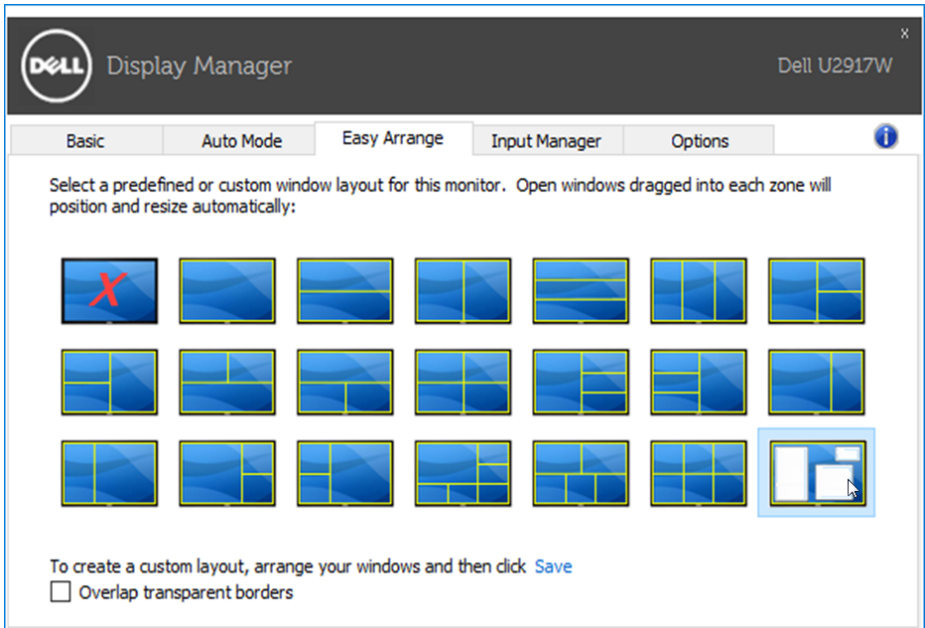 x
DELL Display Manager
Dell U2917W
Basic Auto Mode Easy Arrange Input Manager Options i
Select a predefined or custom window layout for this monitor. Open windows dragged into each zone will
position and resize automatically:
X
To create a custom layout, arrange your windows and then click Save
Overlap transparent borders